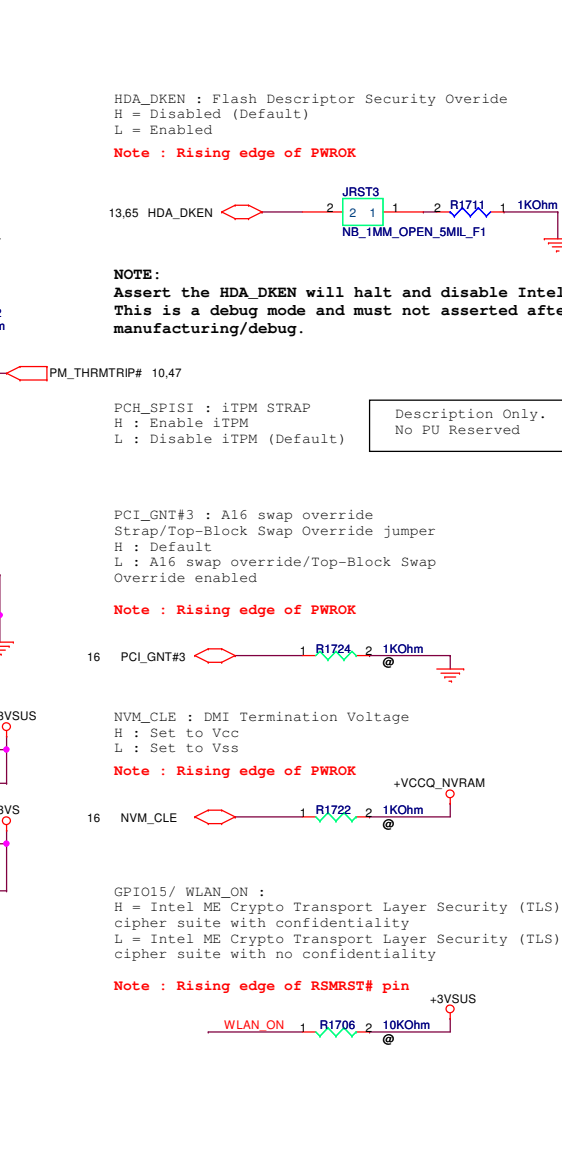 HDA_DKEN : Flash Descriptor Security Overide
H = Disabled (Default)
L = Enabled
Note : Rising edge of PWROK
JRST3
13,65 HDA_DKEN 2 2 1 1 2 R1711 1 1KOhm
NB_1MM_OPEN_5MIL_F1
NOTE:
Assert the HDA_DKEN will halt and disable Intel
This is a debug mode and must not asserted afte
manufacturing/debug.
PM_THRMTRIP# 10,47
PCH_SPISI : iTPM STRAP
H : Enable iTPM
L : Disable iTPM (Default)
Description Only.
No PU Reserved
PCI_GNT#3 : A16 swap override
Strap/Top-Block Swap Override jumper
H : Default
L : A16 swap override/Top-Block Swap
Override enabled
Note : Rising edge of PWROK
16 PCI_GNT#3 1 R1724 2 1KOhm
@
3VSUS
NVM_CLE : DMI Termination Voltage
H : Set to Vcc
L : Set to Vss
Note : Rising edge of PWROK
+VCCQ_NVRAM
3VS
16 NVM_CLE 1 R1722 2 1KOhm
@
GPIO15/ WLAN_ON :
H = Intel ME Crypto Transport Layer Security (TLS)
cipher suite with confidentiality
L = Intel ME Crypto Transport Layer Security (TLS)
cipher suite with no confidentiality
Note : Rising edge of RSMRST# pin
+3VSUS
WLAN_ON 1 R1706 2 10KOhm
@